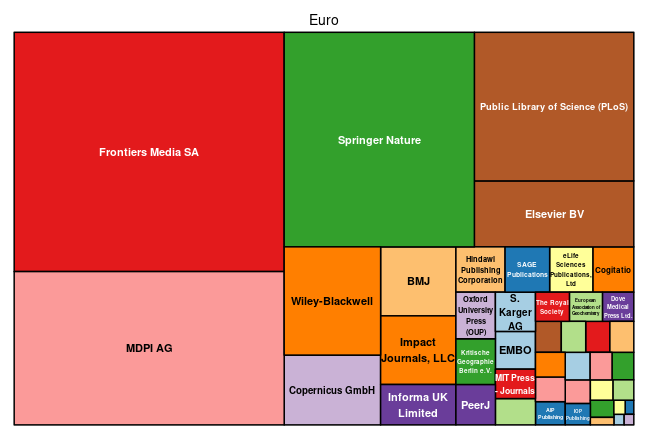 Euro
Frontiers Media SA
MDPI AG
Springer Nature
Public Library of Science (PLoS)
Elsevier BV
Wiley-Blackwell
Copernicus GmbH
BMJ
Impact
Journals, LLC
Informa UK
Limited
Hindawi
Publishing
Corporation
SAGE
Publications
eLife
Sciences
Publications,
Ltd
Cogitatio
Oxford
University
Press
(OUP)
Kritische
Geographie
Berlin e.V.
PeerJ
S.
Karger
AG
EMBO
MIT Press
- Journals
The Royal
Society
European
Association of
Geochemistry
Dove
Medical
Press Ltd.
AIP
Publishing
IOP
Publishing